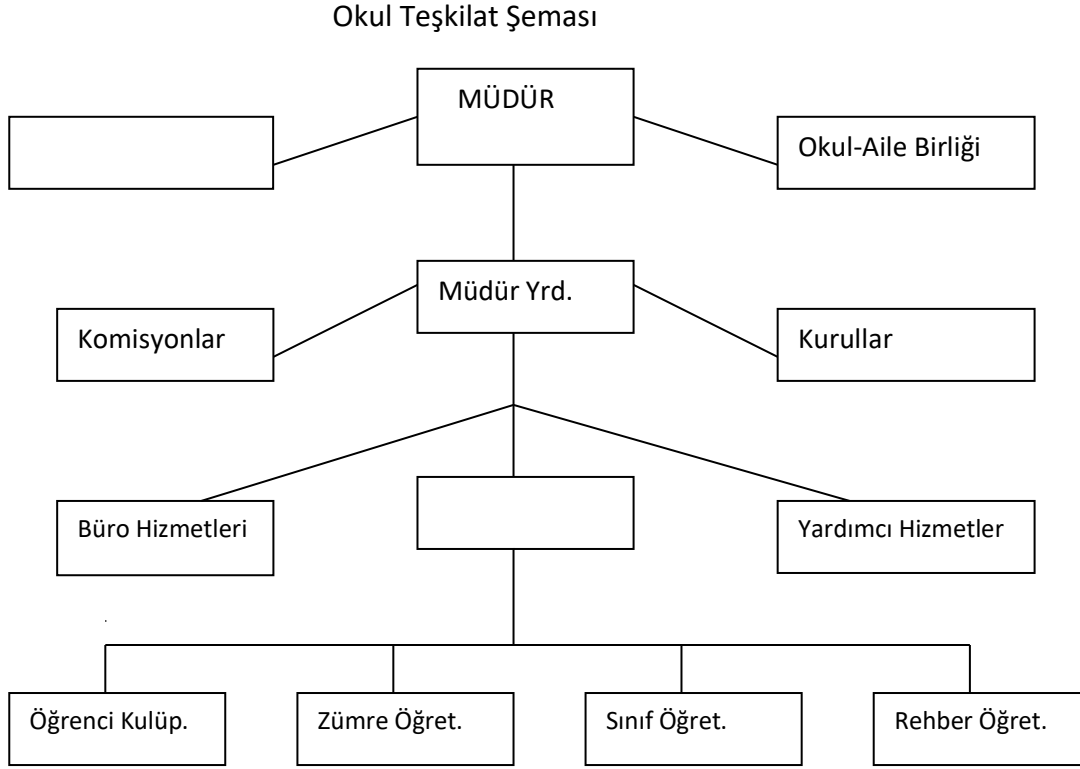 Okul Teşkilat Şeması
MÜDÜR
Okul-Aile Birliği
Müdür Yrd.
Komisyonlar
Kurullar
Büro Hizmetleri
Yardımcı Hizmetler
Öğrenci Kulüp.
Zümre Öğret.
Sınıf Öğret.
Rehber Öğret.